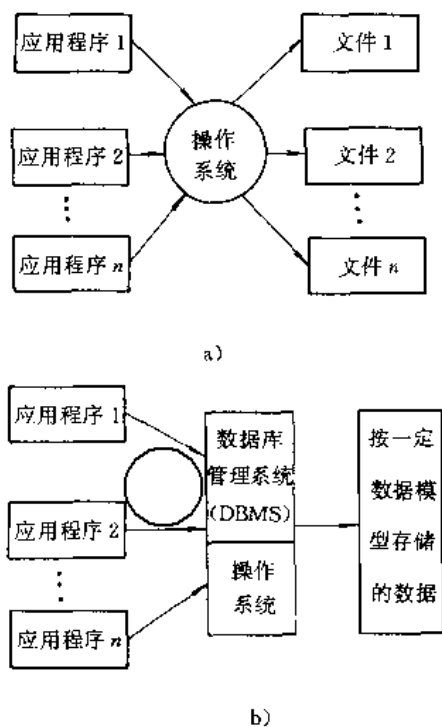 应用程序1
文件1
操作
系统
应用程序2
文件2
应用程序n
文件n
a)
应用程序1
数据库
管理系统
(DBMS)
应用程序2
操作
系统
应用程序n
按一定
数据模
型存储
的数据
b)